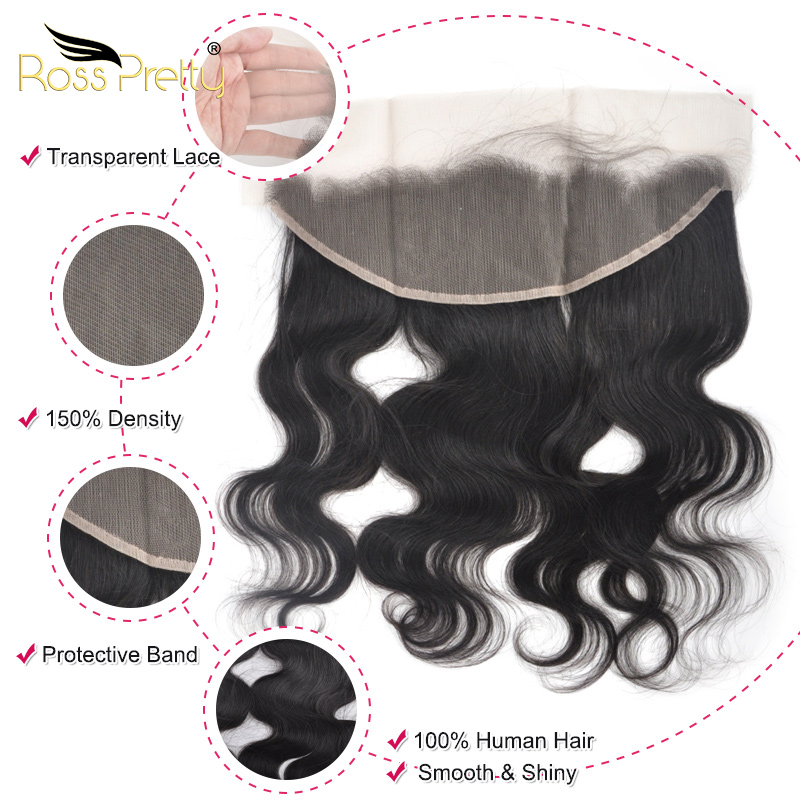 Ross Pretty®
Transparent Lace
150% Density
Protective Band
100% Human Hair
Smooth & Shiny